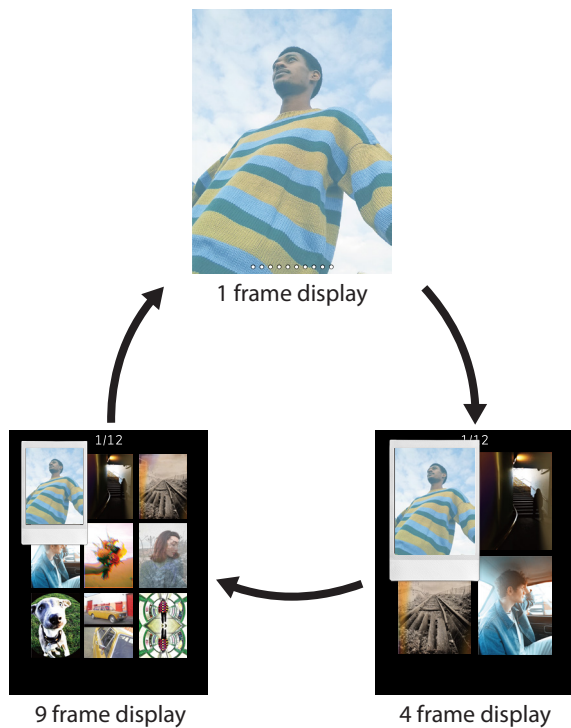 1 frame display
1/12
1/12
9 frame display
4 frame display